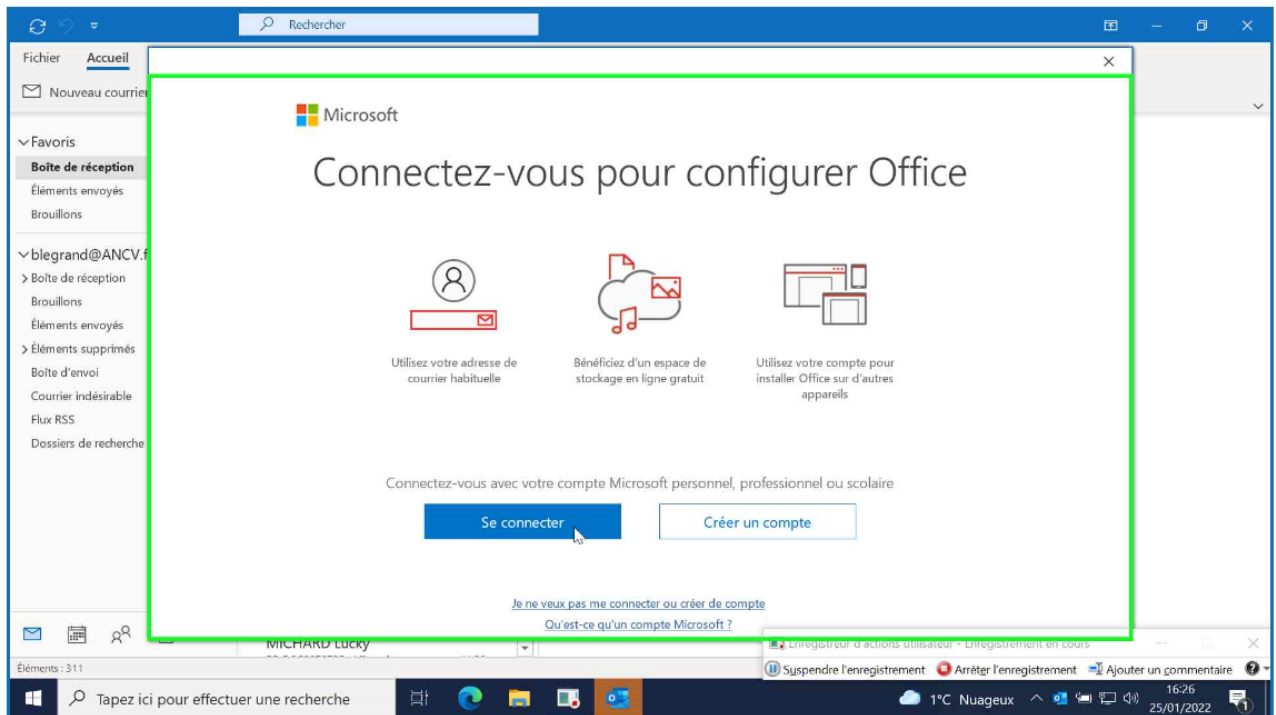 Rechercher
Fichier Accueil
Nouveau courrier
Microsoft
Connectez-vous pour configurer Office
Favoris
Boîte de réception
Éléments envoyés
Brouillons
blegrand@ANCV.f
Boîte de réception
Brouillons
Éléments envoyés
Éléments supprimés
Boîte d'envoi
Courrier indésirable
Flux RSS
Dossiers de recherche
Utilisez votre adresse de
courrier habituelle
Bénéficiez d'un espace de
stockage en ligne gratuit
Utilisez votre compte pour
installer Office sur d'autres
appareils
Connectez-vous avec votre compte Microsoft personnel, professionnel ou scolaire
Se connecter
Créer un compte
Je ne veux pas me connecter ou créer de compte
Qu'est-ce qu'un compte Microsoft ?
MICHARD Lucky
Enregistreur d'actions utilisateur - Enregistrement en cours
Suspendre l'enregistrement Arrêter l'enregistrement Ajouter un commentaire
Éléments : 311
Tapez ici pour effectuer une recherche
1°C Nuageux
16:26
25/01/2022
1